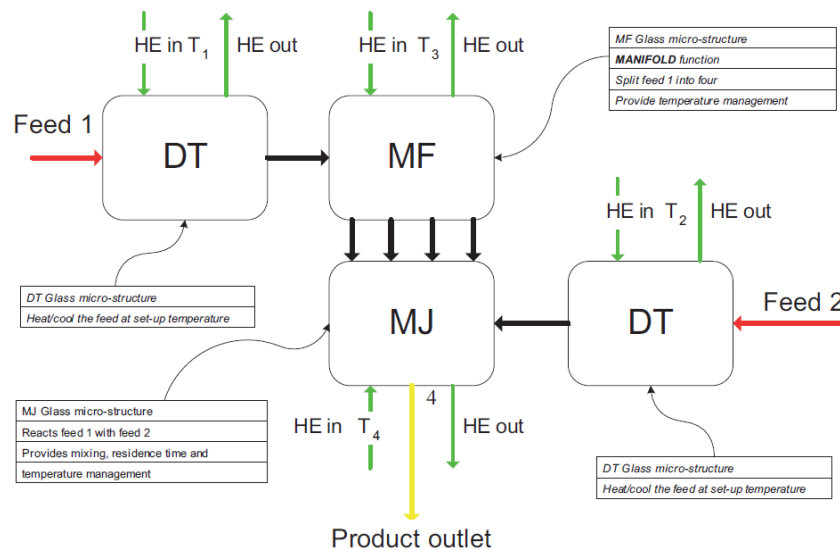 HE in T1
HE out
HE in T3
HE out
MF Glass micro-structure
MANIFOLD function
Split feed 1 into four
Provide temperature management
Feed 1
DT
MF
HE in T2
HE out
DT Glass micro-structure
Heat/cool the feed at set-up temperature
MJ
DT
Feed 2
MJ Glass micro-structure
Reacts feed 1 with feed 2
Provides mixing, residence time and
temperature management
HE in T4
4
HE out
DT Glass micro-structure
Heat/cool the feed at set-up temperature
Product outlet